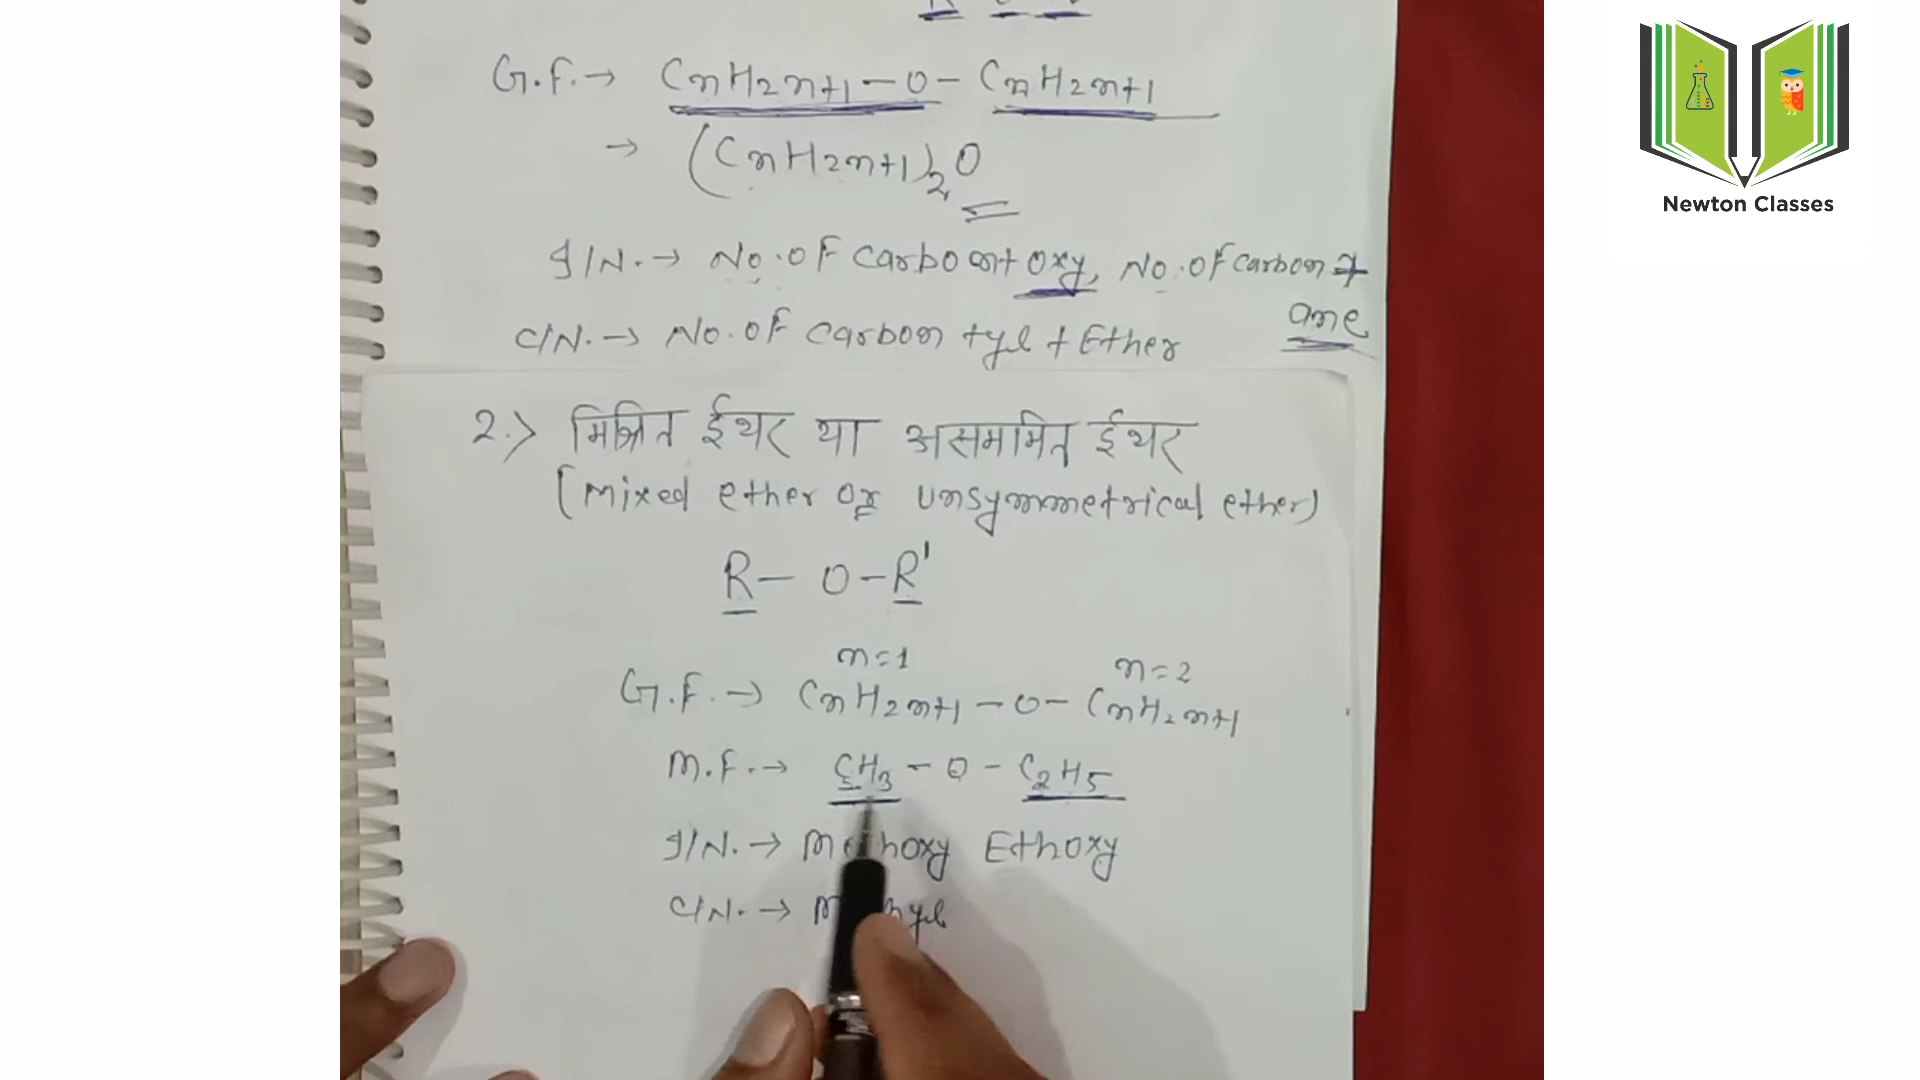 G.F. → CnH2n+1 – O – CnH2n+1
→ (CnH2n+1)2O
I/N. → No. of carbon + oxy, No. of carbon +
ane
C/N. → No. of carbon + yl + Ether
2.> मिश्रित ईथर या असममित ईथर
(Mixed ether or unsymmetrical ether)
R – O – R'
n=1 n=2
G.F. → CnH2n+1 – O – CnH2n+1
M.F. → CH3 – O – C2H5
I/N. → Methoxy Ethoxy
C/N. → Methyl
Newton Classes